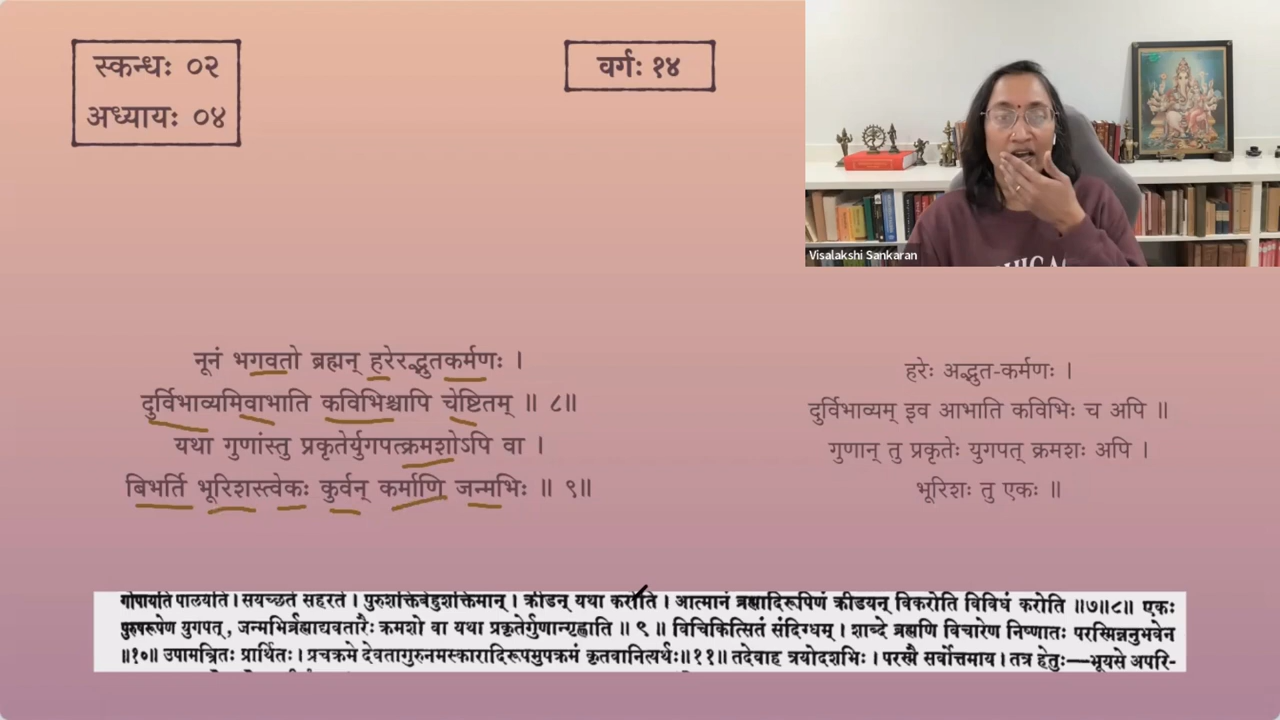 स्कन्धः ०२
अध्यायः ०४
वर्गः १४
Visalakshi Sankaran
नूनं भगवतो ब्रह्मन् हरेरद्भुतकर्मणः ।
दुर्विभाव्यमिवाभाति कविभिश्चापि चेष्टितम् ॥ ८॥
यथा गुणांस्तु प्रकृतेर्युगपत्क्रमशोऽपि वा ।
बिभर्ति भूरिशस्त्वेकः कुर्वन् कर्माणि जन्मभिः ॥ ९॥
हरेः अद्भुत-कर्मणः ।
दुर्विभाव्यम् इव आभाति कविभिः च अपि ॥
गुणान् तु प्रकृतेः युगपत् क्रमशः अपि ।
भूरिशः तु एकः ॥
गोपायति पालयति । संयच्छते संहरते । पुरुशक्तिर्बहुशक्तिमान् । क्रीडन् यथा करोति । आत्मानं ब्रह्मादिरूपिणं क्रीडयन् विकरोति विविधं करोति ॥७॥८॥ एकः
पुरुषरूपेण युगपत्, जन्मभिर्ब्रह्माद्यवतारैः क्रमशो वा यथा प्रकृतेर्गुणान्गृह्णाति ॥ ९ ॥ विचिकित्सितं संदिग्धम् । शाब्दे ब्रह्मणि विचारेण निष्णातः परस्मिन्ननुभवेन
॥१०॥ उपामन्त्रितः प्रार्थितः । प्रचक्रमे देवतागुरुनमस्कारादिरूपमुपक्रमं कृतवानित्यर्थः॥११॥ तदेवाह त्रयोदशभिः । परस्मै सर्वोत्तमाय । तत्र हेतुः—भूयसे अपरि-